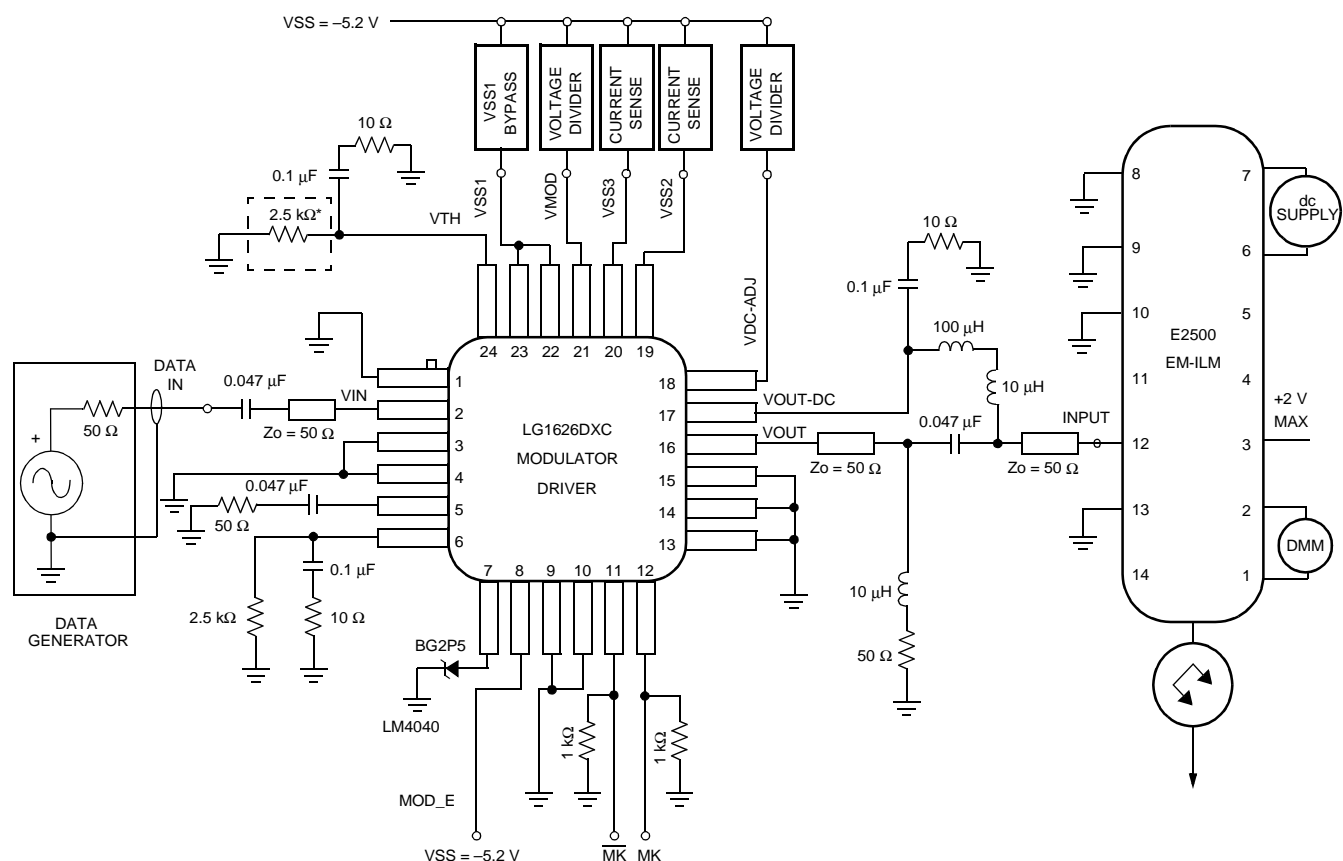 VSS = –5.2 V
VSS1
BYPASS
VOLTAGE
DIVIDER
CURRENT
SENSE
CURRENT
SENSE
VOLTAGE
DIVIDER
10 Ω
0.1 µF
2.5 kΩ*
VTH
VSS1
VMOD
VSS3
VSS2
VDC-ADJ
24 23 22 21 20 19
DATA
IN
0.047 µF
VIN
50 Ω
Zo = 50 Ω
+
0.047 µF
50 Ω
0.1 µF
2.5 kΩ
10 Ω
DATA
GENERATOR
1
2
3
4
5
6
LG1626DXC
MODULATOR
DRIVER
18
17
16
15
14
13
7 8 9 10 11 12
BG2P5
LM4040
1 kΩ
1 kΩ
MOD_E
VSS = –5.2 V
MK
MK
10 Ω
0.1 µF
100 µH
10 µH
VOUT-DC
VOUT
0.047 µF
INPUT
Zo = 50 Ω
Zo = 50 Ω
10 µH
50 Ω
8
9
10
11
12
13
14
E2500
EM-ILM
7
6
5
4
3
2
1
dc
SUPPLY
+2 V
MAX
DMM